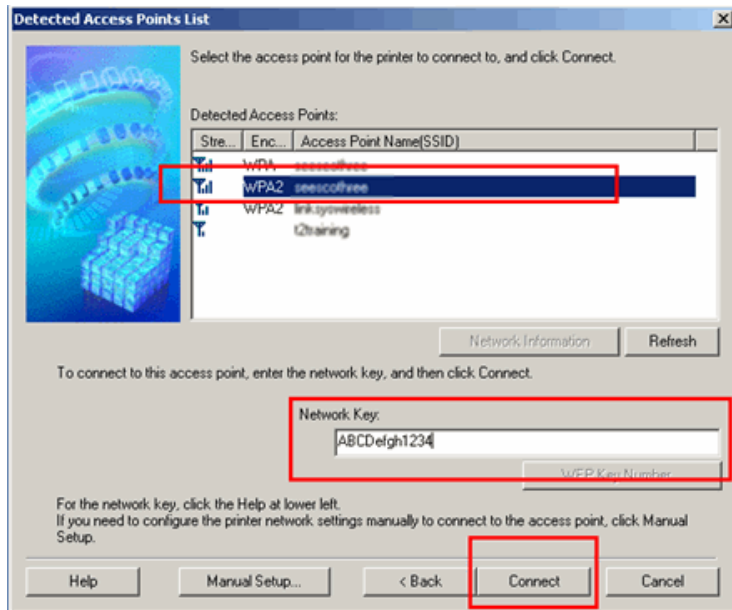 Detected Access Points List
Select the access point for the printer to connect to, and click Connect.
Detected Access Points:
Stre... Enc... Access Point Name(SSID)
WPA
WPA2 seescothree
WPA2 linksyswireless
t2training
Network Information Refresh
To connect to this access point, enter the network key, and then click Connect.
Network Key:
ABCDefgh1234
WEP Key Number
For the network key, click the Help at lower left.
If you need to configure the printer network settings manually to connect to the access point, click Manual
Setup.
Help Manual Setup... < Back Connect Cancel